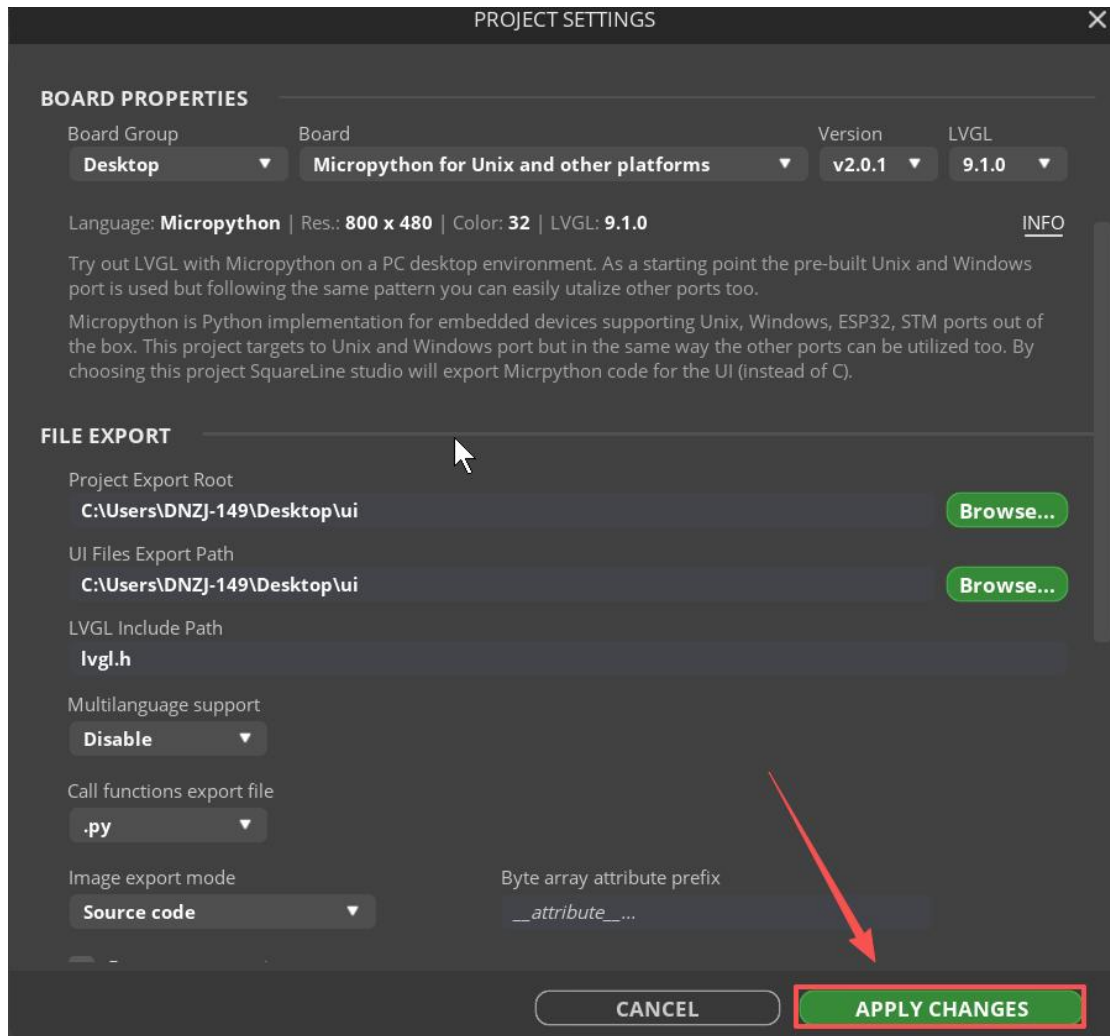 PROJECT SETTINGS
BOARD PROPERTIES
Board Group Board Version LVGL
Desktop Micropython for Unix and other platforms v2.0.1 9.1.0
Language: Micropython | Res.: 800 x 480 | Color: 32 | LVGL: 9.1.0 INFO
Try out LVGL with Micropython on a PC desktop environment. As a starting point the pre-built Unix and Windows
port is used but following the same pattern you can easily utalize other ports too.
Micropython is Python implementation for embedded devices supporting Unix, Windows, ESP32, STM ports out of
the box. This project targets to Unix and Windows port but in the same way the other ports can be utilized too. By
choosing this project SquareLine studio will export Micrpython code for the UI (instead of C).
FILE EXPORT
Project Export Root
C:\Users\DNZJ-149\Desktop\ui Browse...
UI Files Export Path
C:\Users\DNZJ-149\Desktop\ui Browse...
LVGL Include Path
lvgl.h
Multilanguage support
Disable
Call functions export file
.py
Image export mode Byte array attribute prefix
Source code __attribute__...
CANCEL APPLY CHANGES